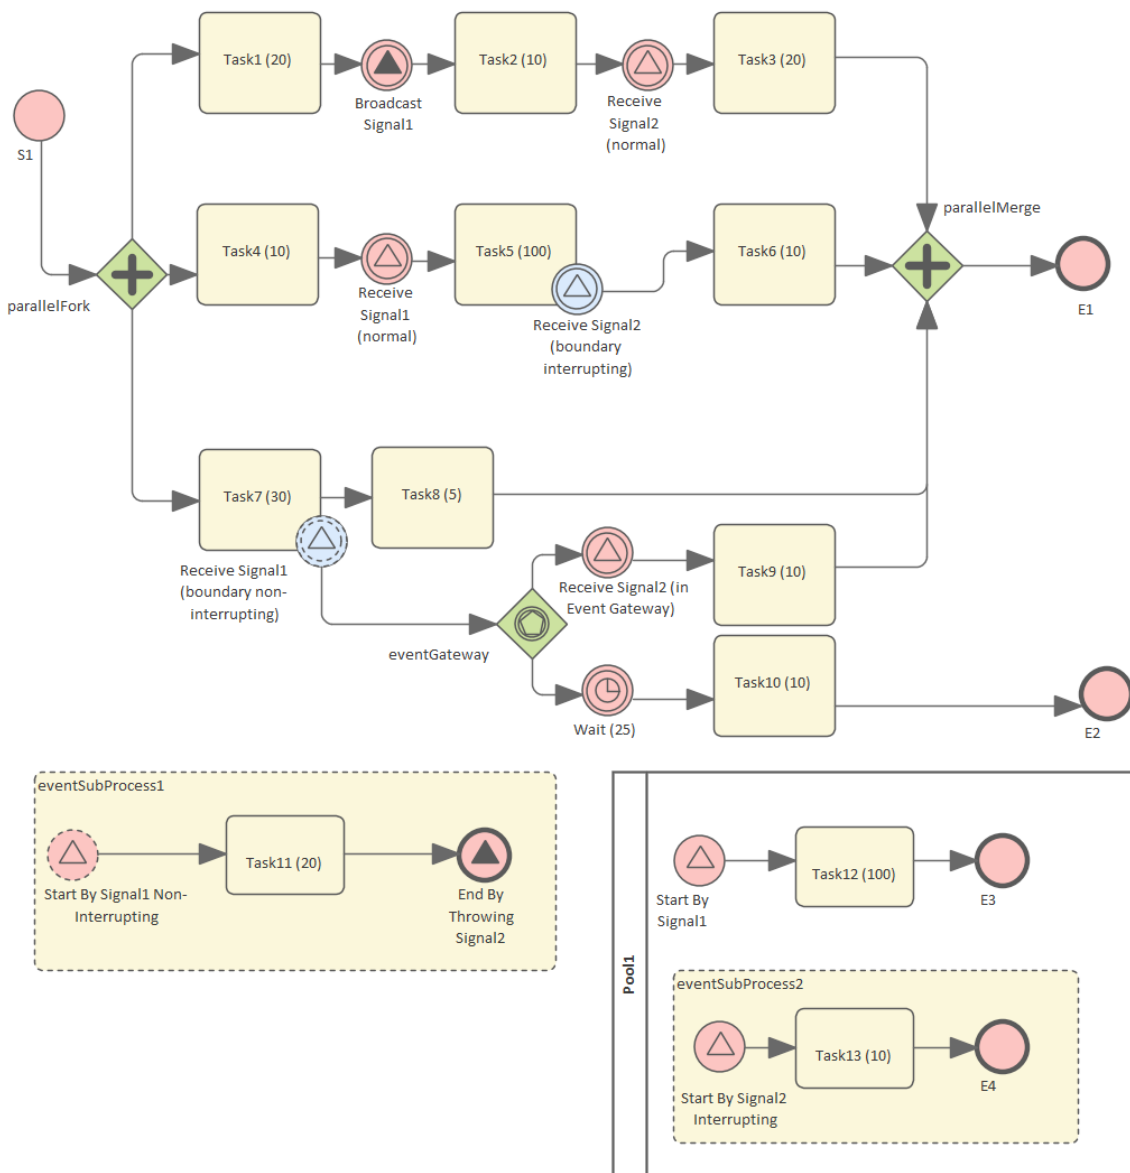 Task1 (20)
Broadcast
Signal1
Task2 (10)
Receive
Signal2
(normal)
Task3 (20)
S1
parallelFork
Task4 (10)
Receive
Signal1
(normal)
Task5 (100)
Receive Signal2
(boundary
interrupting)
Task6 (10)
parallelMerge
E1
Task7 (30)
Receive Signal1
(boundary non-
interrupting)
Task8 (5)
eventGateway
Receive Signal2 (in
Event Gateway)
Task9 (10)
Wait (25)
Task10 (10)
E2
eventSubProcess1
Start By Signal1 Non-
Interrupting
Task11 (20)
End By
Throwing
Signal2
Pool1
Start By
Signal1
Task12 (100)
E3
eventSubProcess2
Start By Signal2
Interrupting
Task13 (10)
E4